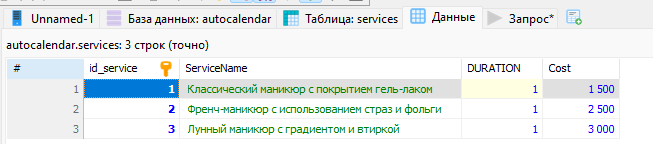 Unnamed-1 База данных: autocalendar Таблица: services Данные Запрос*
autocalendar.services: 3 строк (точно)
# id_service ServiceName DURATION Cost
1 1 Классический маникюр с покрытием гель-лаком 1 1 500
2 2 Френч-маникюр с использованием страз и фольги 1 2 500
3 3 Лунный маникюр с градиентом и втиркой 1 3 000